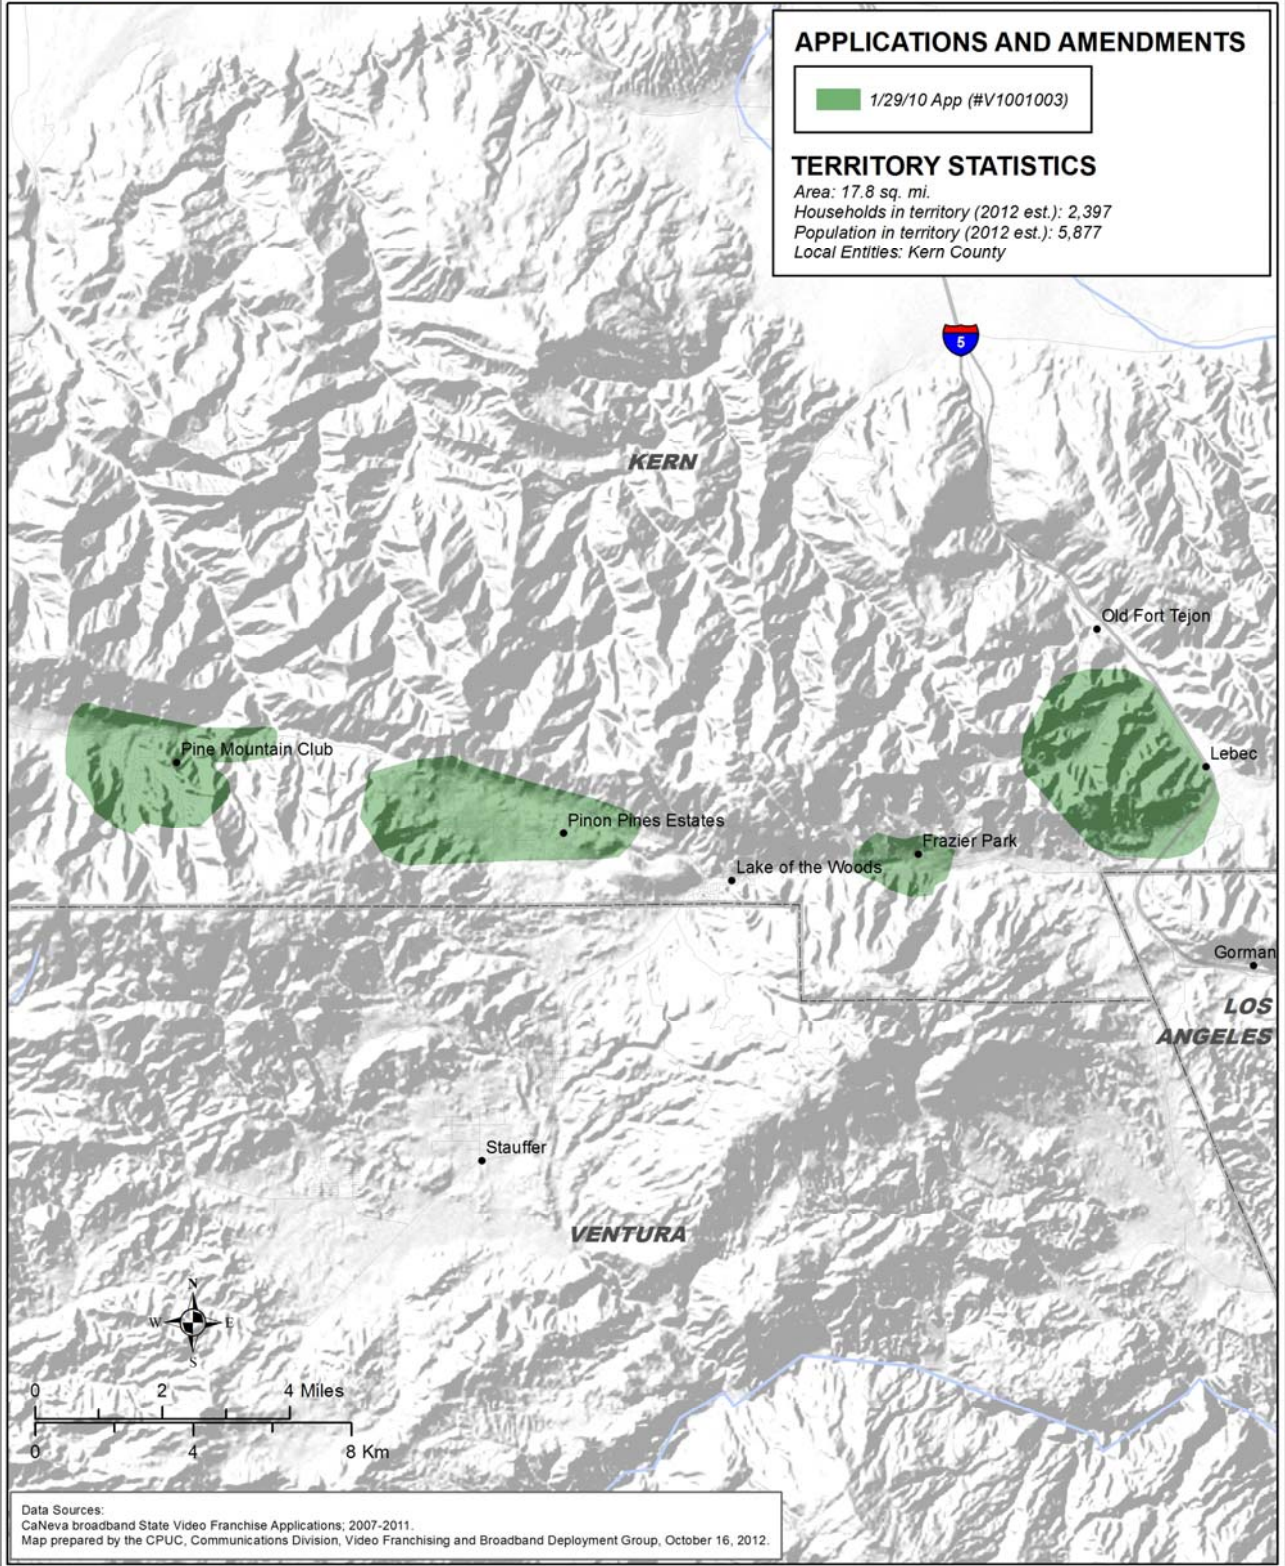 APPLICATIONS AND AMENDMENTS
1/29/10 App (#V1001003)
TERRITORY STATISTICS
Area: 17.8 sq. mi.
Households in territory (2012 est.): 2,397
Population in territory (2012 est.): 5,877
Local Entities: Kern County
5
KERN
Old Fort Tejon
Pine Mountain Club
Lebec
Pinon Pines Estates
Frazier Park
Lake of the Woods
Gorman
LOS
ANGELES
Stauffer
VENTURA
N
W E
S
0 2 4 Miles
0 4 8 Km
Data Sources:
CaNeva broadband State Video Franchise Applications; 2007-2011.
Map prepared by the CPUC, Communications Division, Video Franchising and Broadband Deployment Group, October 16, 2012.